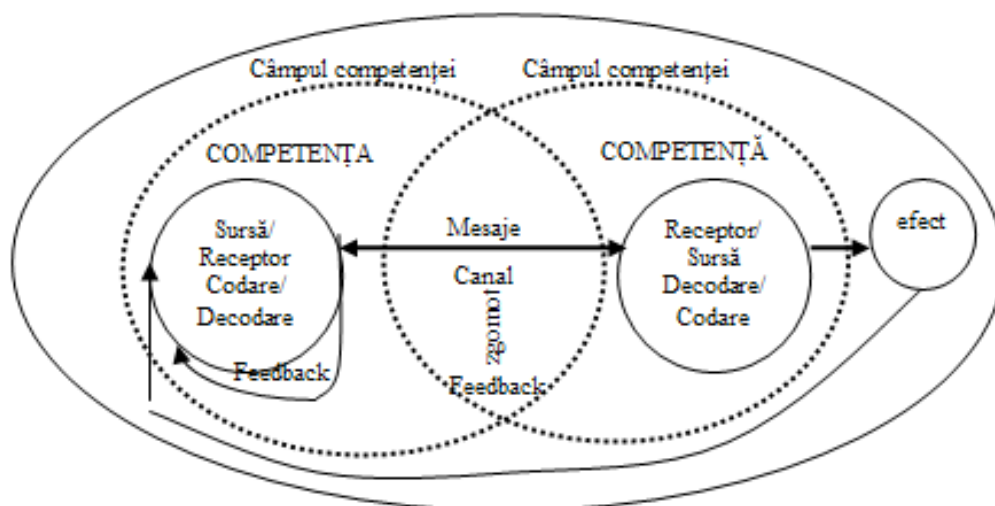 Câmpul competenței
Câmpul competenței
COMPETENȚA
COMPETENȚĂ
Sursă/
Receptor
Codare/
Decodare
Feedback
Mesaje
Canal
zgomot
Feedback
Receptor/
Sursă
Decodare/
Codare
efect